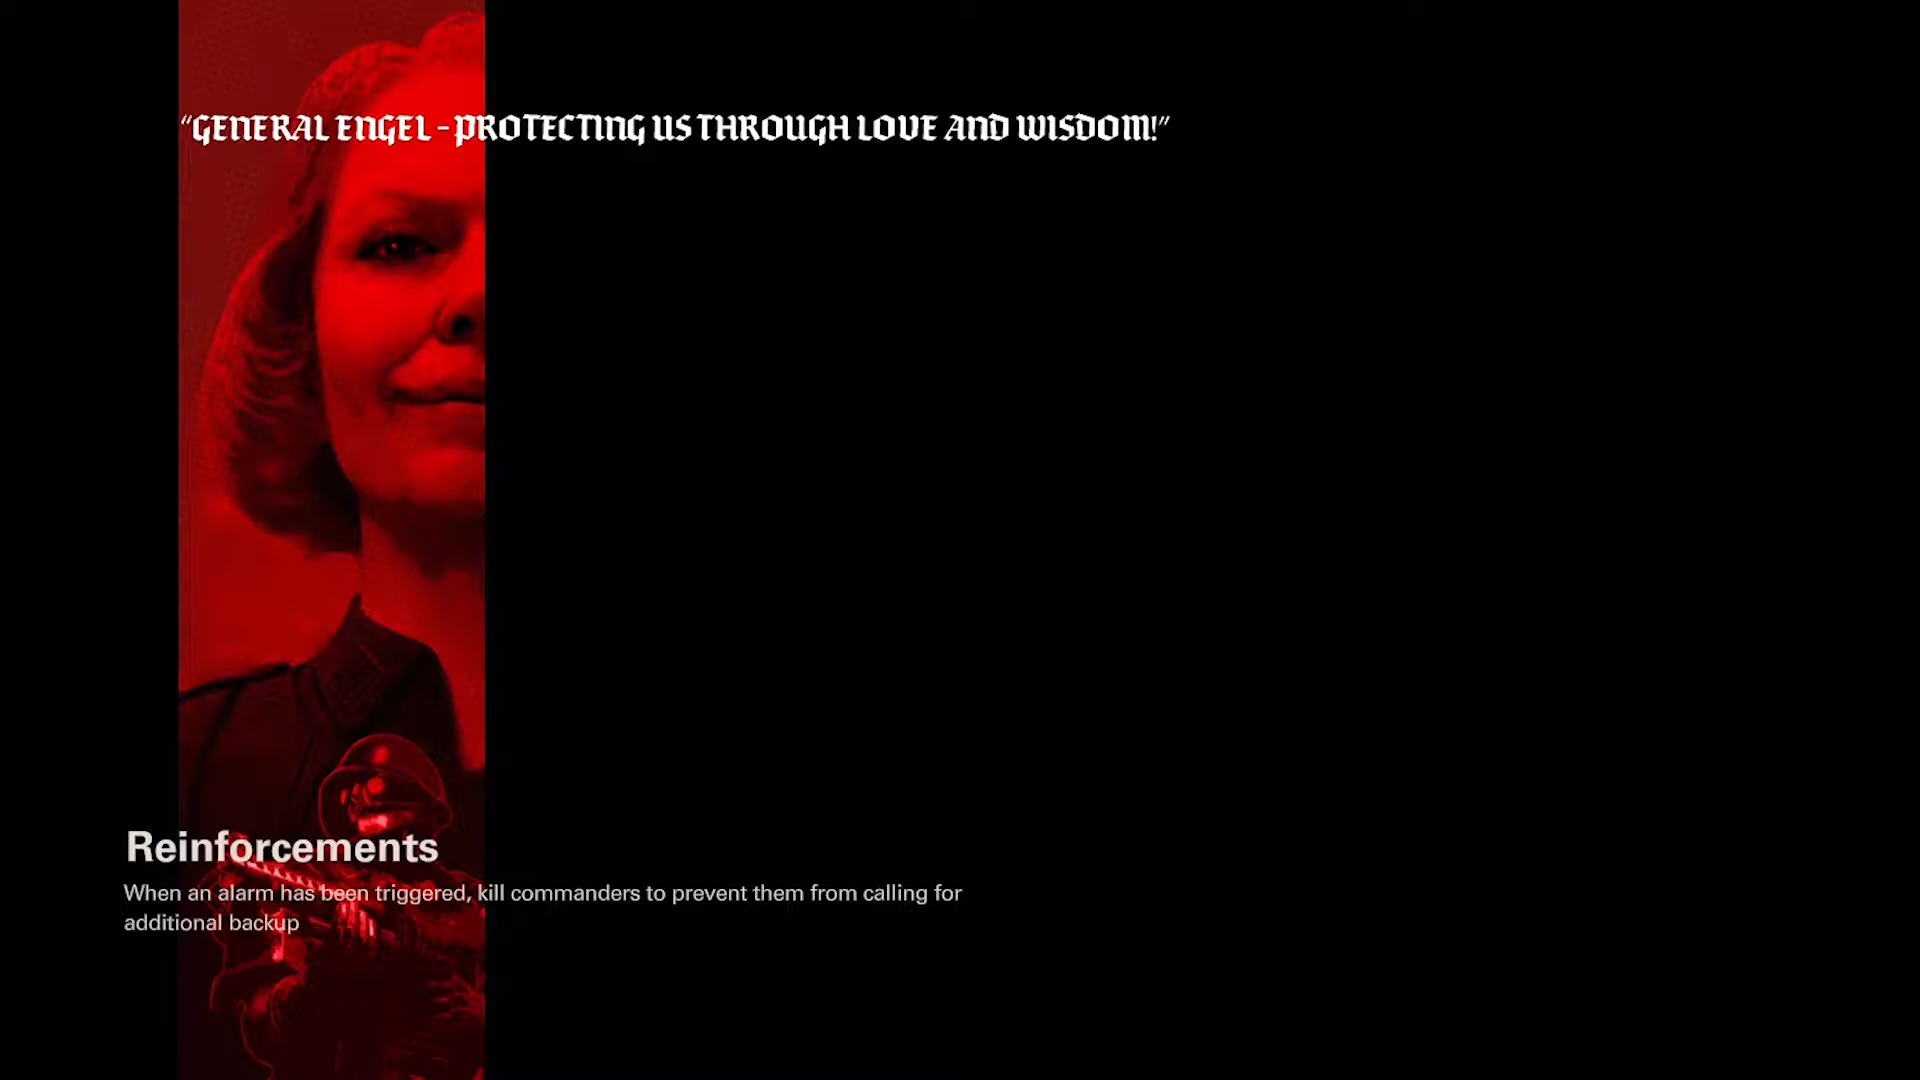 “GENERAL ENGEL - PROTECTING US THROUGH LOVE AND WISDOM!”
Reinforcements
When an alarm has been triggered, kill commanders to prevent them from calling for
additional backup